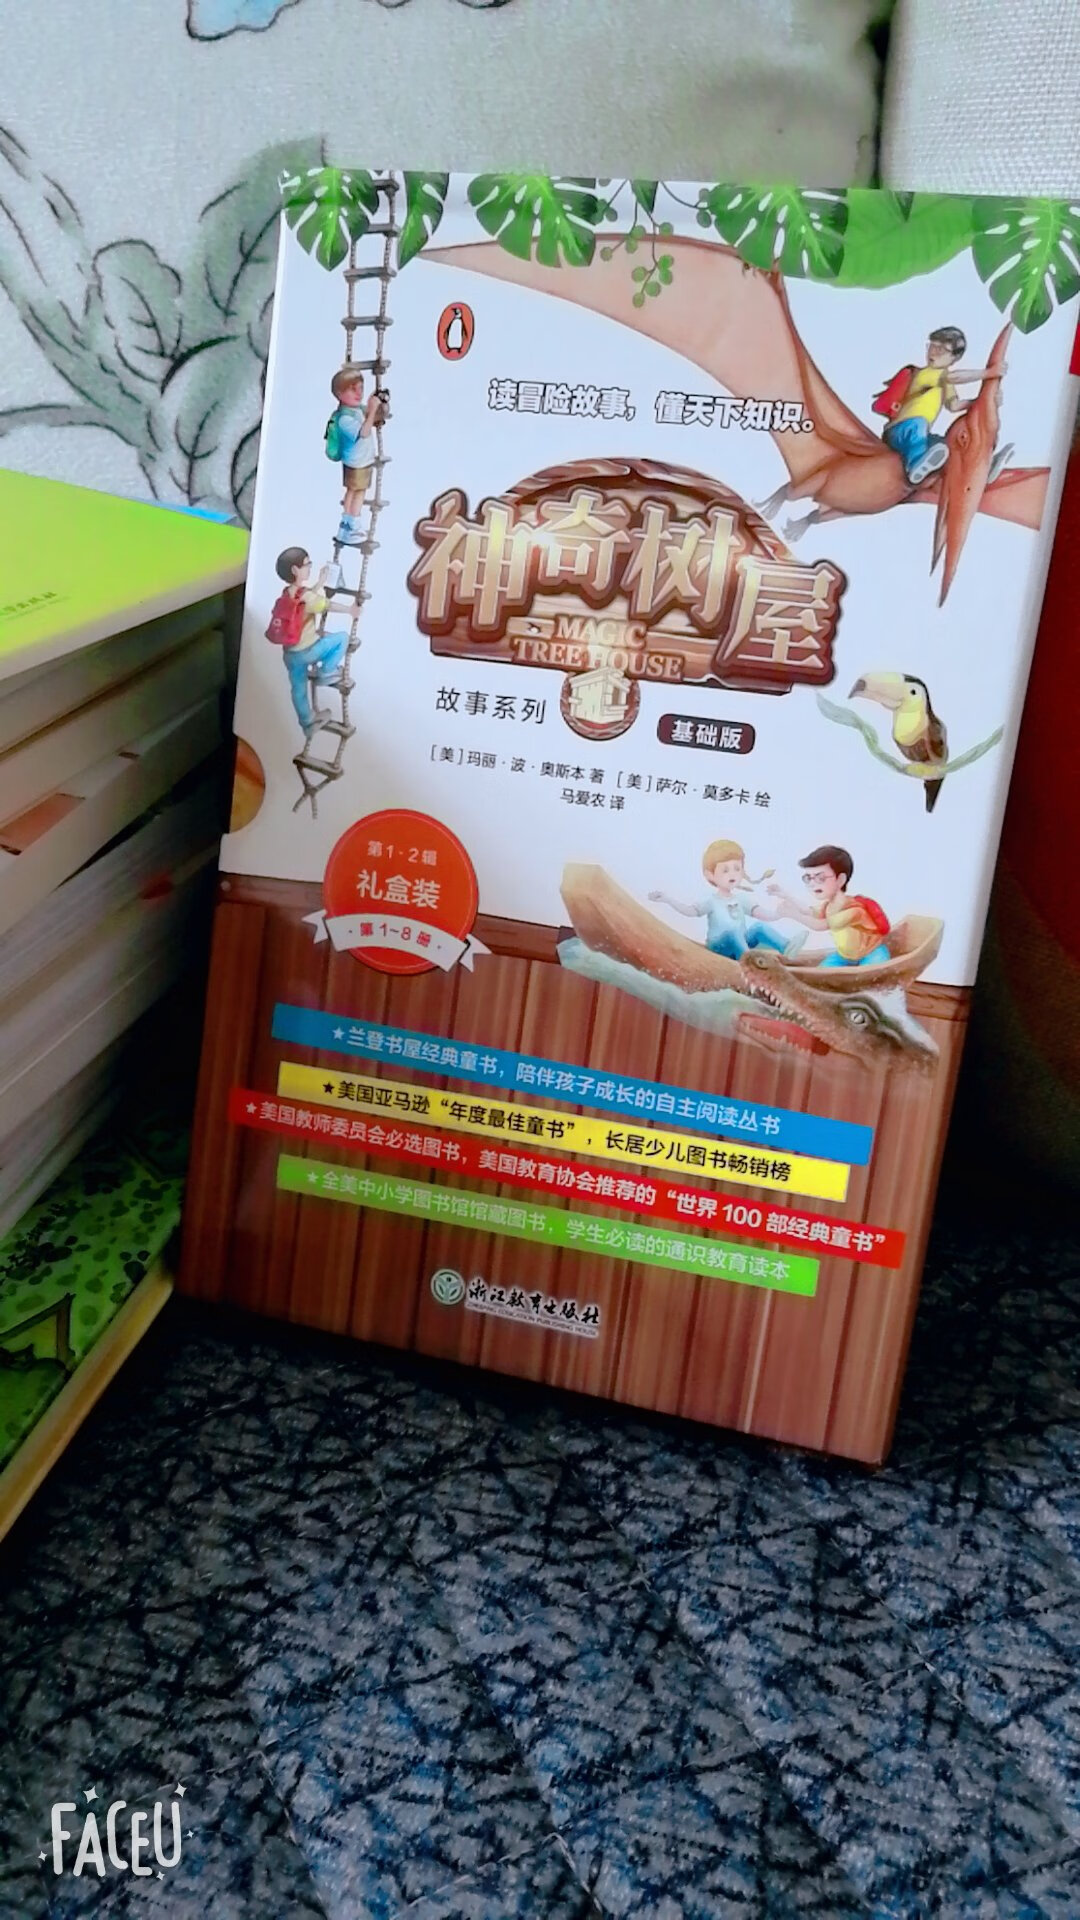 读冒险故事，懂天下知识。
神奇树屋
MAGIC
TREE HOUSE
故事系列
基础版
[美]玛丽·波·奥斯本 著 [美]萨尔·莫多卡 绘
马爱农 译
第1-2辑
礼盒装
·第1~8册·
★兰登书屋经典童书，陪伴孩子成长的自主阅读丛书
★美国亚马逊“年度最佳童书”，长居少儿图书畅销榜
★美国教师委员会必选图书，美国教育协会推荐的“世界100部经典童书”
★全美中小学图书馆馆藏图书，学生必读的通识教育读本
浙江教育出版社
ZHEJIANG EDUCATION PUBLISHING HOUSE
FACEU